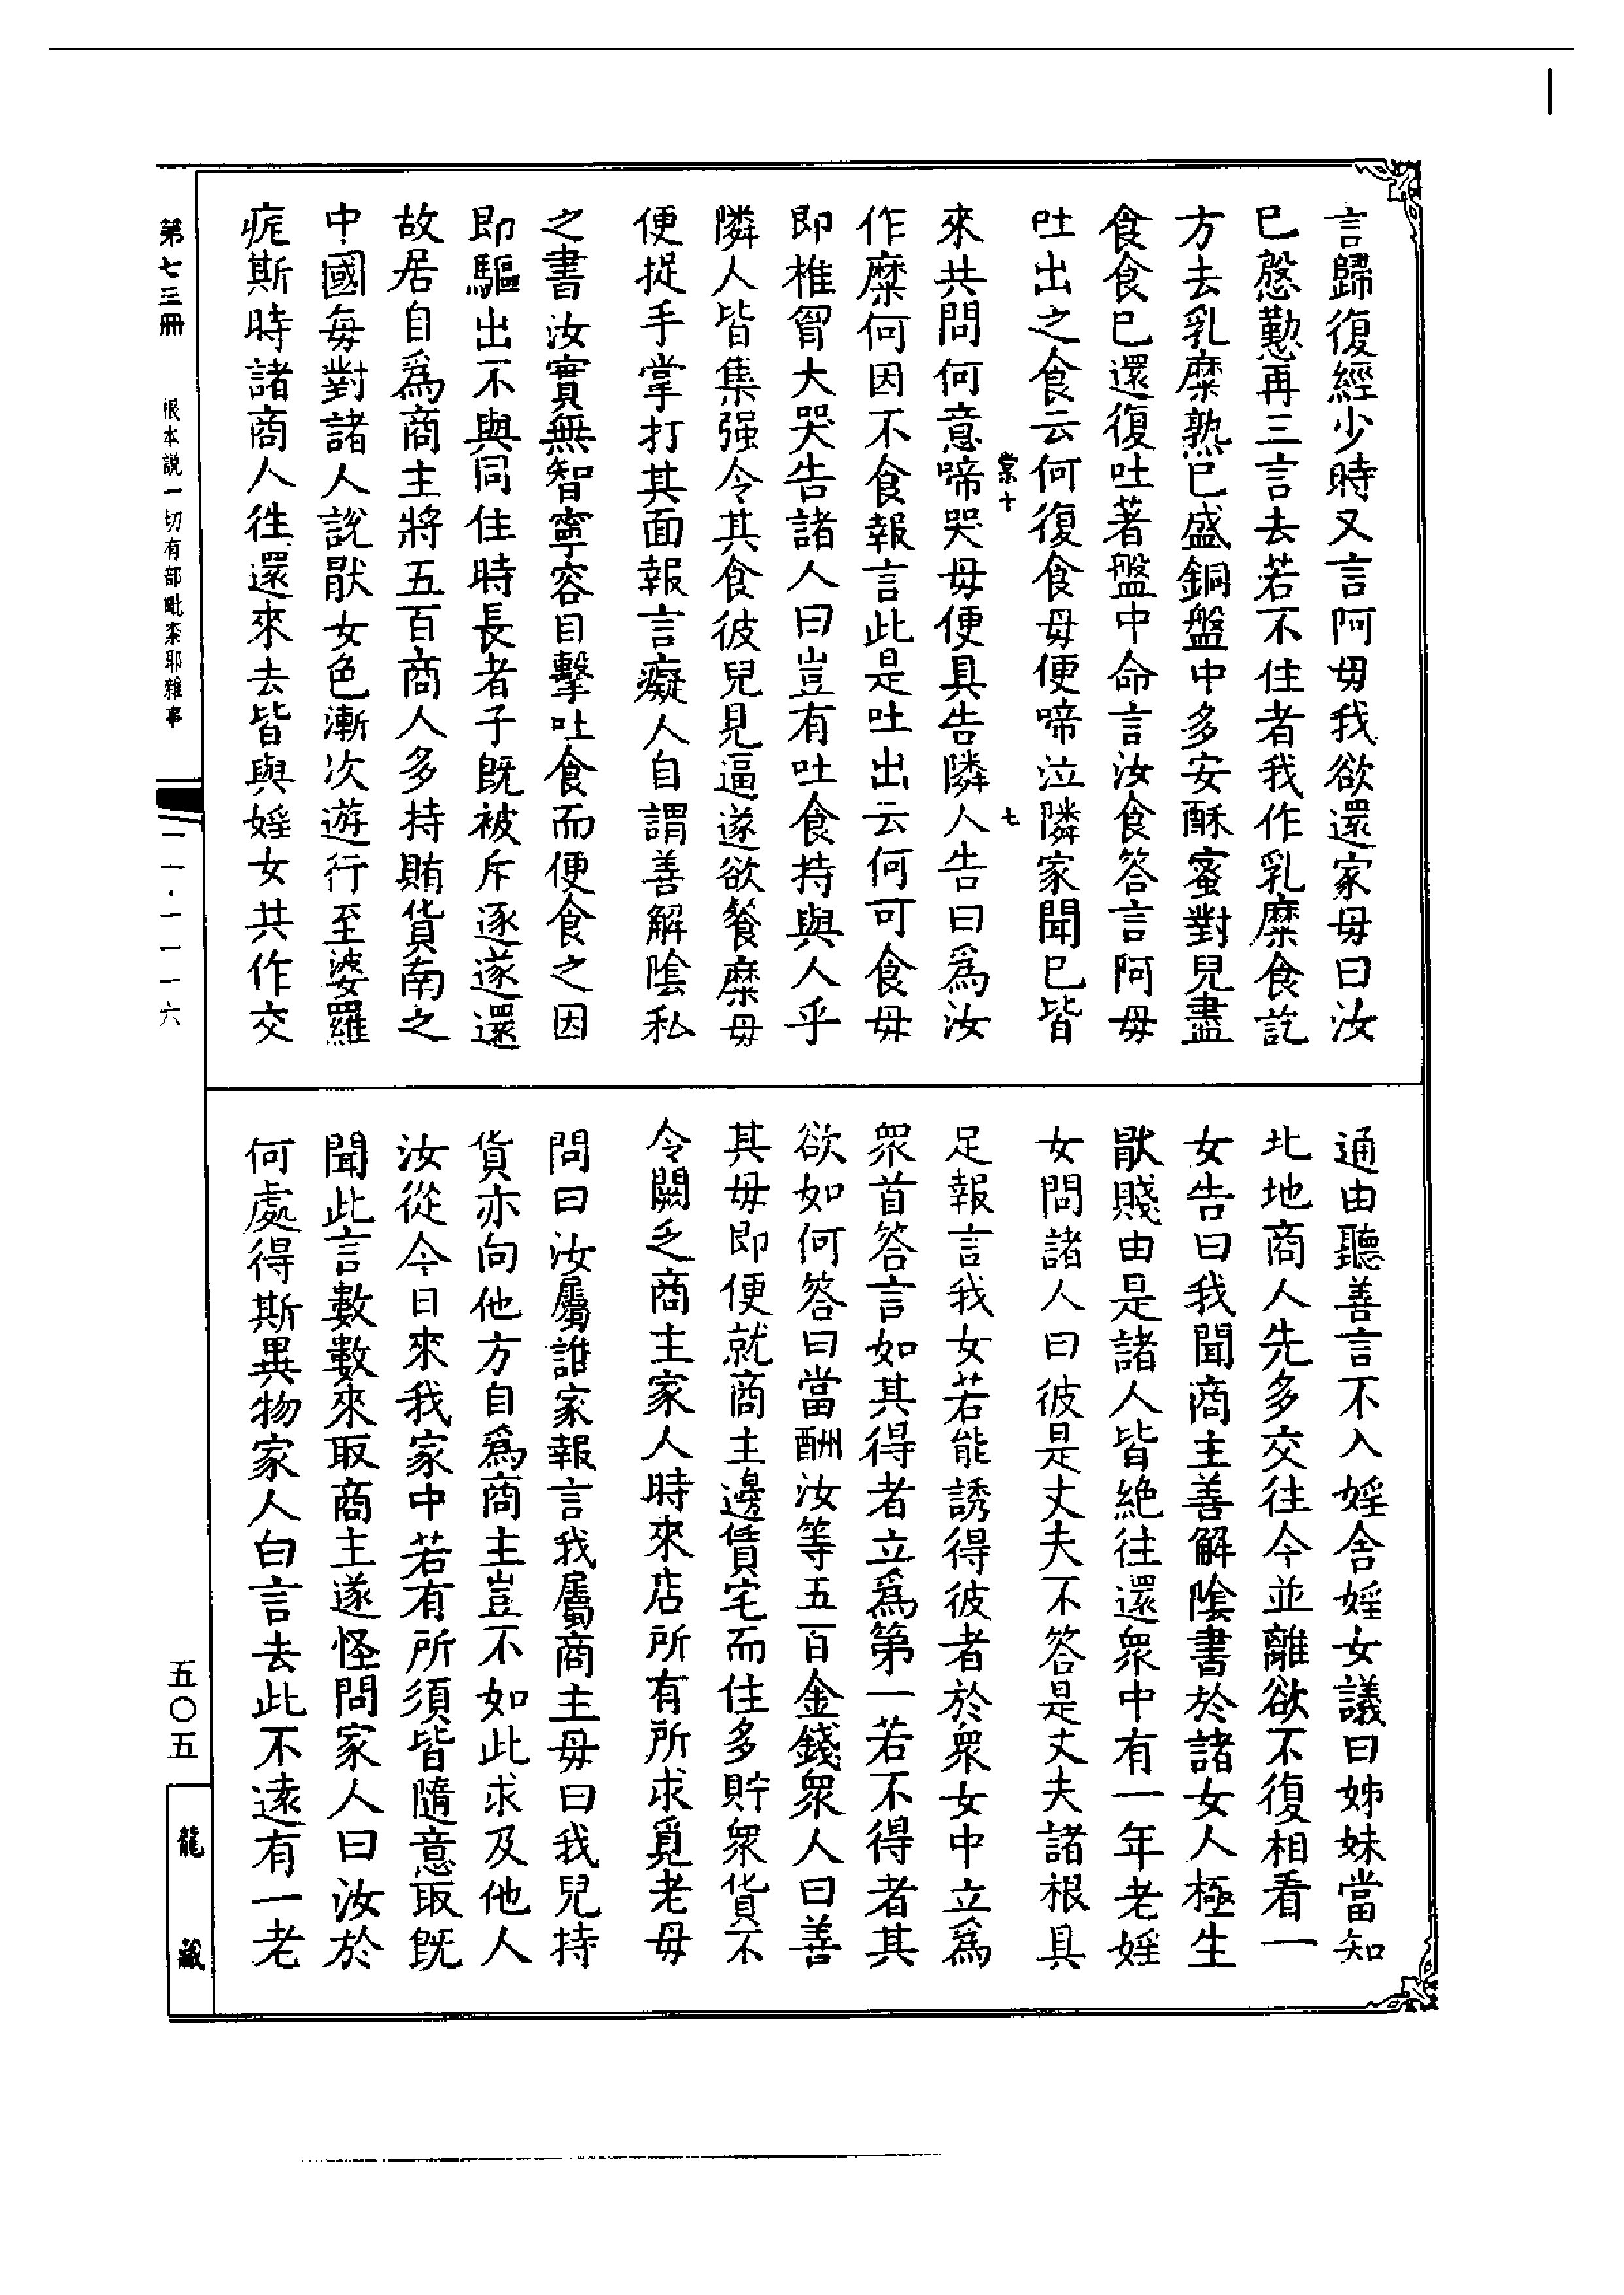 言歸復經少時又言阿毋我欲還家毋曰汝
巳慇懃再三言去若不住者我作乳糜食訖
方去乳糜熟巳盛銅盤中多安酥蜜對兒盡
食食巳還復吐著盤中命言汝食答言阿毋
吐出之食云何復食毋便啼泣隣家聞巳皆
棠十
七
來共問何意啼哭毋便具告隣人告曰爲汝
作糜何因不食報言此是吐出云何可食毋
即椎胷大哭告諸人曰豈有吐食持與人乎
隣人皆集强令其食彼兒見逼遂欲餐糜毋
便捉手掌打其面報言癡人自謂善解陰私
之書汝實無智寧容目擊吐食而便食之因
即驅出不與同住時長者子旣被斥逐遂還
故居自爲商主將五百商人多持賄貨南之
中國每對諸人說猒女色漸次遊行至婆羅
痆斯時諸商人徃還來去皆與婬女共作交
通由聽善言不入婬舍婬女議曰姊妹當知
北地商人先多交往今並離欲不復相看一
女告曰我聞商主善解陰書於諸女人極生
猒賤由是諸人皆絶往還衆中有一年老婬
女問諸人曰彼是丈夫不答是丈夫諸根具
足報言我女若能誘得彼者於衆女中立爲
衆首答言如其得者立爲第一若不得者其
欲如何答曰當酬汝等五百金錢衆人曰善
其毋即便就商主邊賃宅而住多貯衆貨不
令闕乏商主家人時來店所有所求覓老毋
問曰汝屬誰家報言我屬商主毋曰我兒持
貨亦向他方自爲商主豈不如此求及他人
汝從今日來我家中若有所須皆隨意取旣
聞此言數數來取商主遂怪問家人曰汝於
何處得斯異物家人白言去此不遠有一老
第七三冊
根本説一切有部毗柰耶雜事
二一·一一一六
五〇五
龍藏